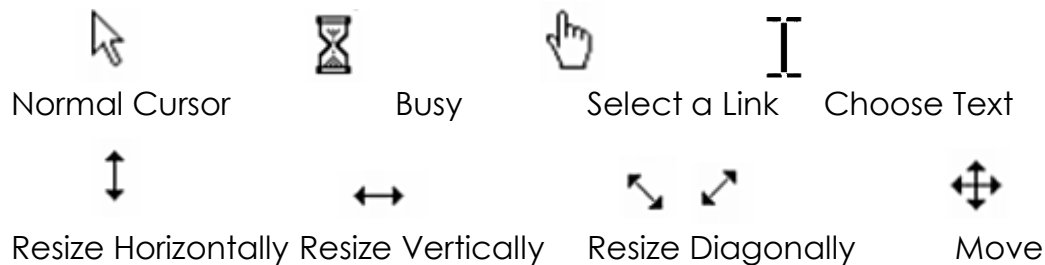 Normal Cursor Busy Select a Link Choose Text
Resize Horizontally Resize Vertically Resize Diagonally Move